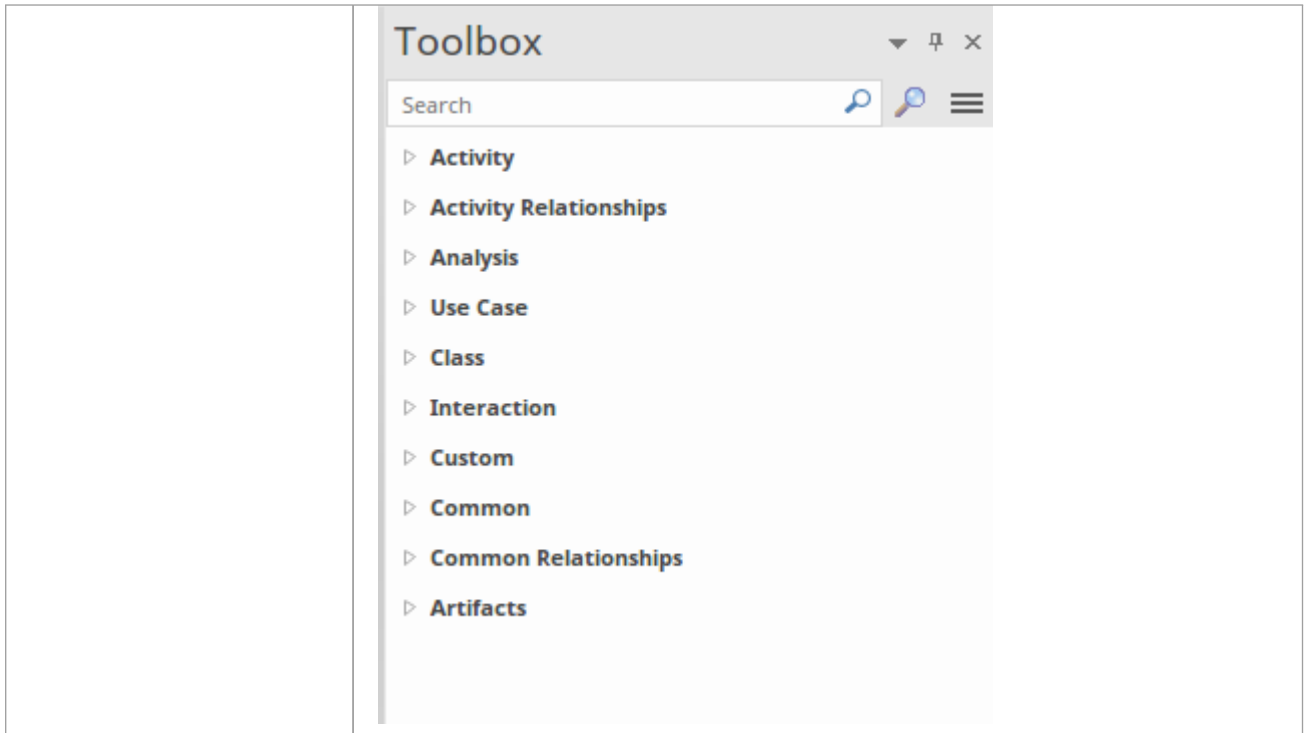 Toolbox
Search
Activity
Activity Relationships
Analysis
Use Case
Class
Interaction
Custom
Common
Common Relationships
Artifacts